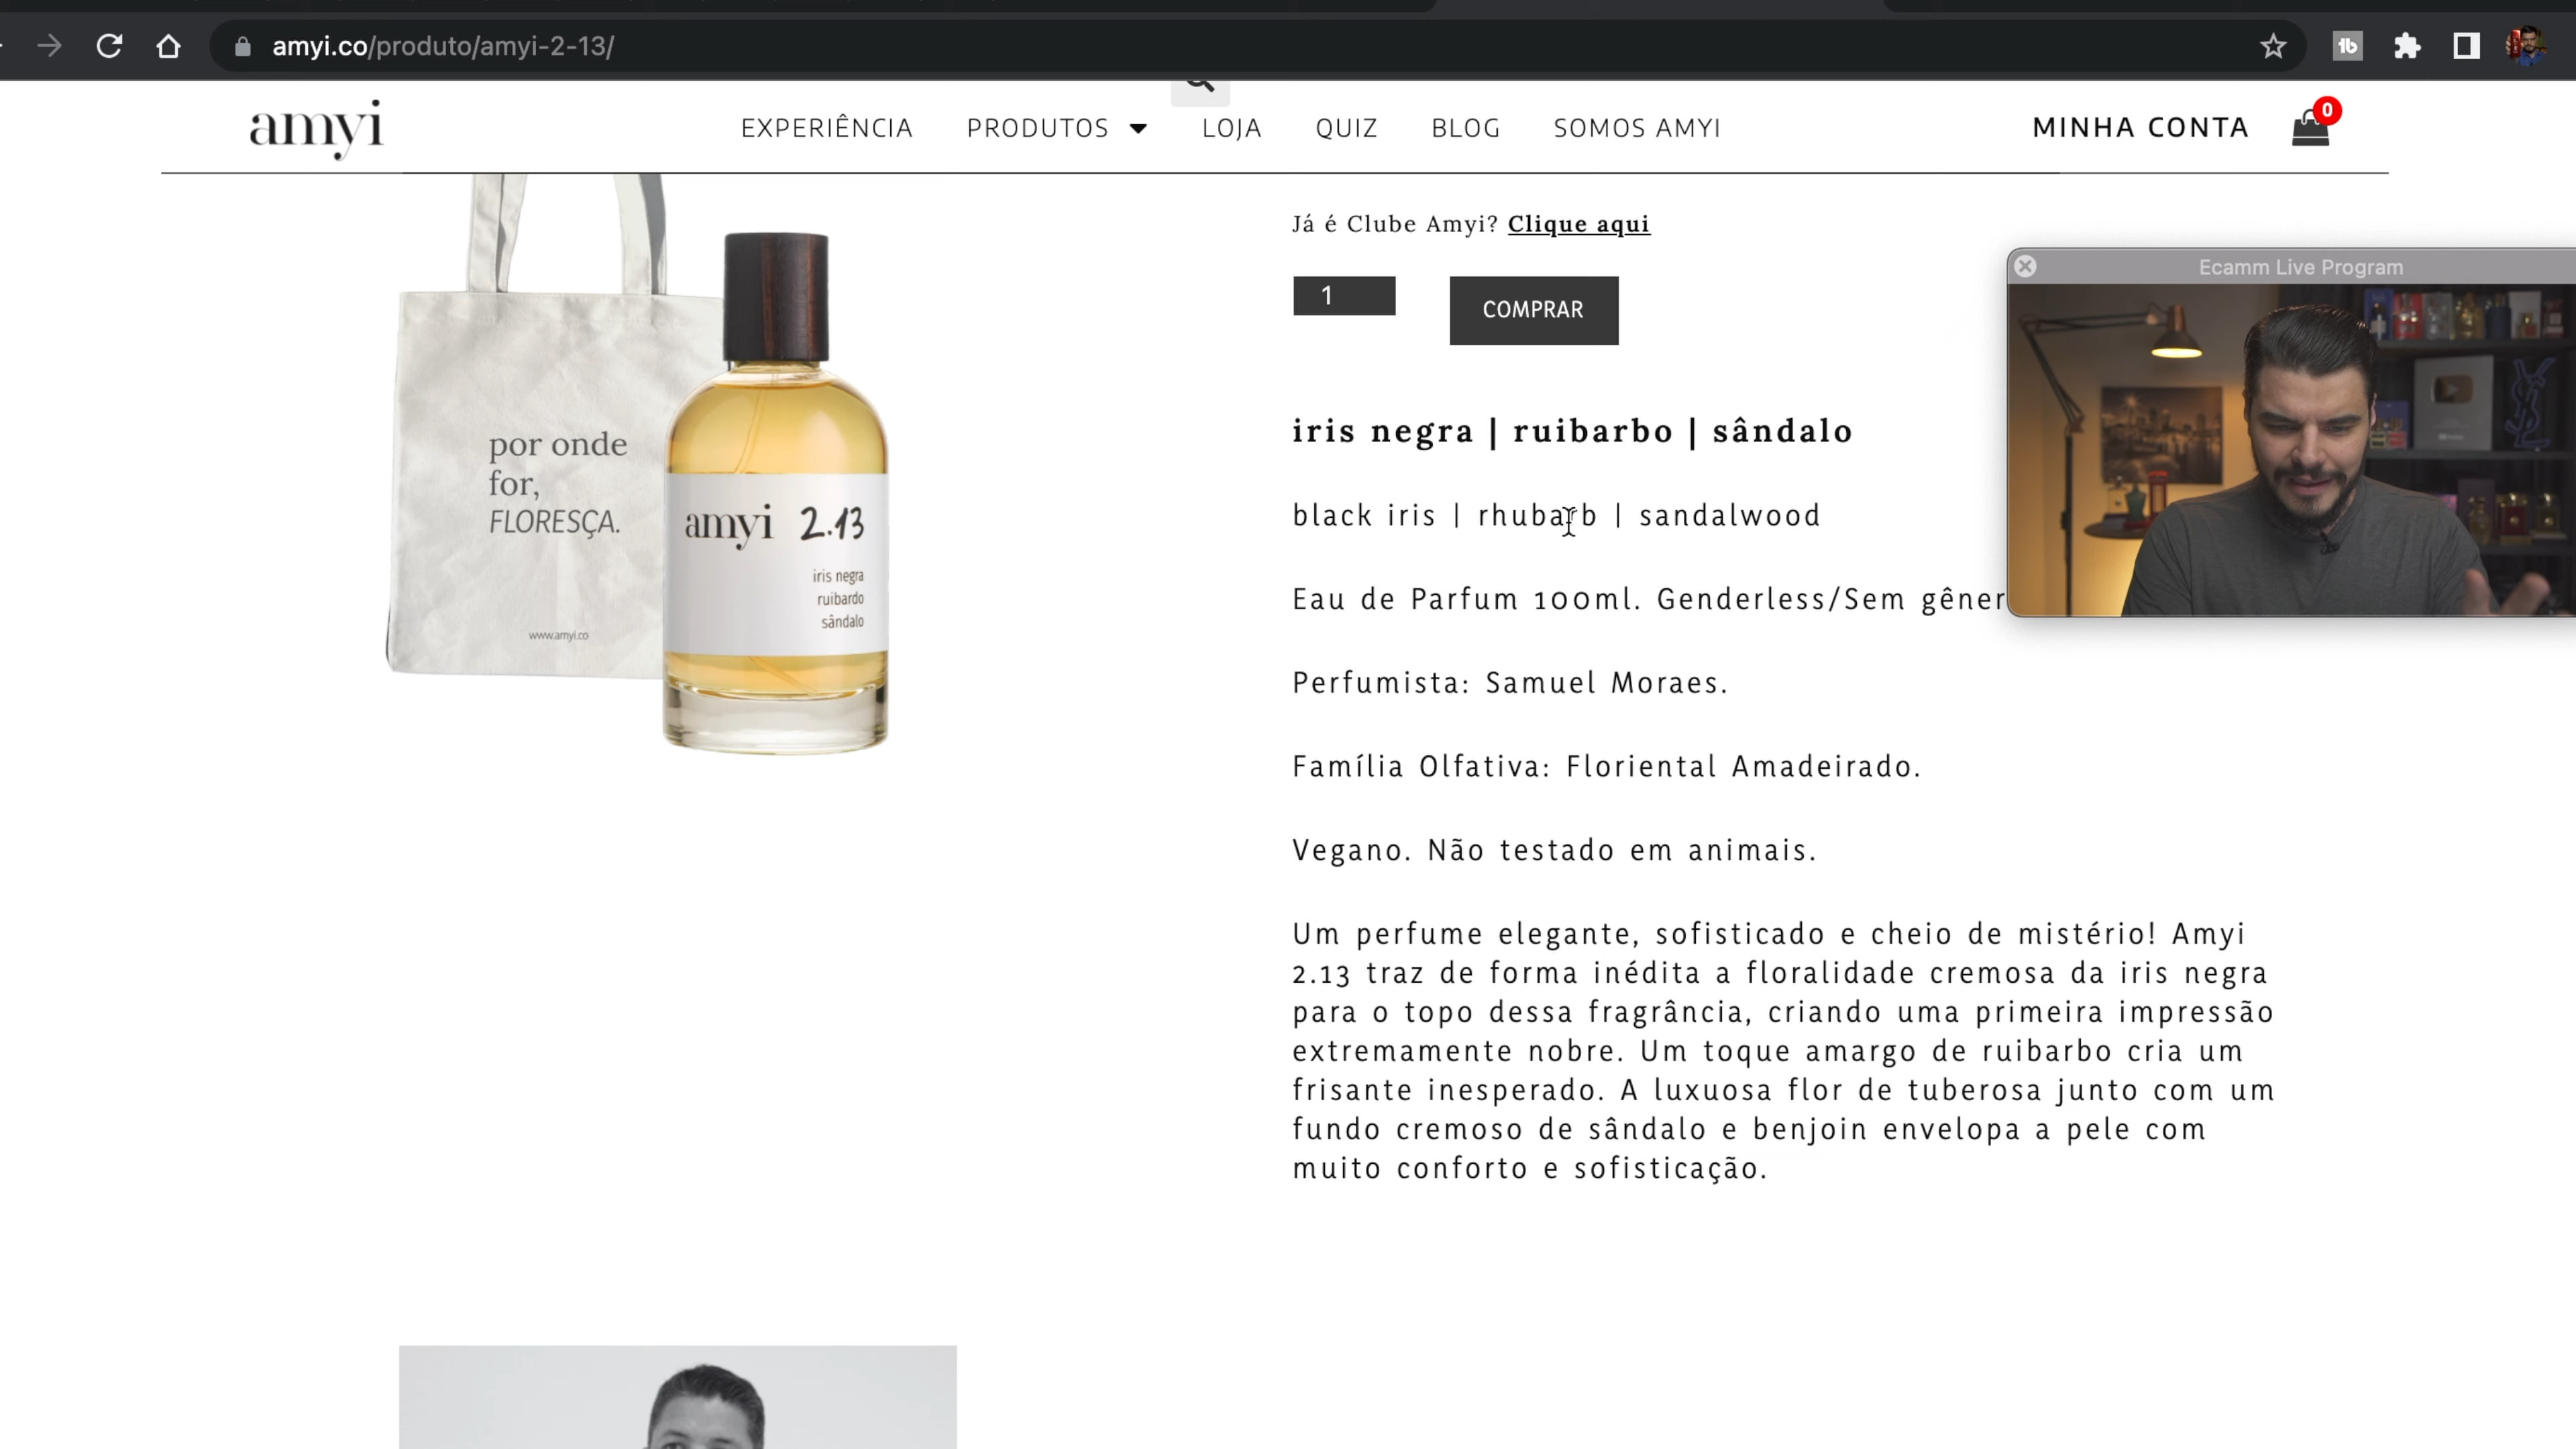 amyi.co/produto/amyi-2-13/
amyi
EXPERIÊNCIA
PRODUTOS
LOJA
QUIZ
BLOG
SOMOS AMYI
MINHA CONTA
0
Já é Clube Amyi? Clique aqui
1
COMPRAR
iris negra | ruibarbo | sândalo
black iris | rhubarb | sandalwood
Eau de Parfum 100ml. Genderless/Sem gêner
Perfumista: Samuel Moraes.
Família Olfativa: Floriental Amadeirado.
Vegano. Não testado em animais.
Um perfume elegante, sofisticado e cheio de mistério! Amyi
2.13 traz de forma inédita a floralidade cremosa da iris negra
para o topo dessa fragrância, criando uma primeira impressão
extremamente nobre. Um toque amargo de ruibarbo cria um
frisante inesperado. A luxuosa flor de tuberosa junto com um
fundo cremoso de sândalo e benjoin envelopa a pele com
muito conforto e sofisticação.
por onde
for,
FLORESÇA.
www.amyi.co
amyi 2.13
iris negra
ruibardo
sândalo
Ecamm Live Program